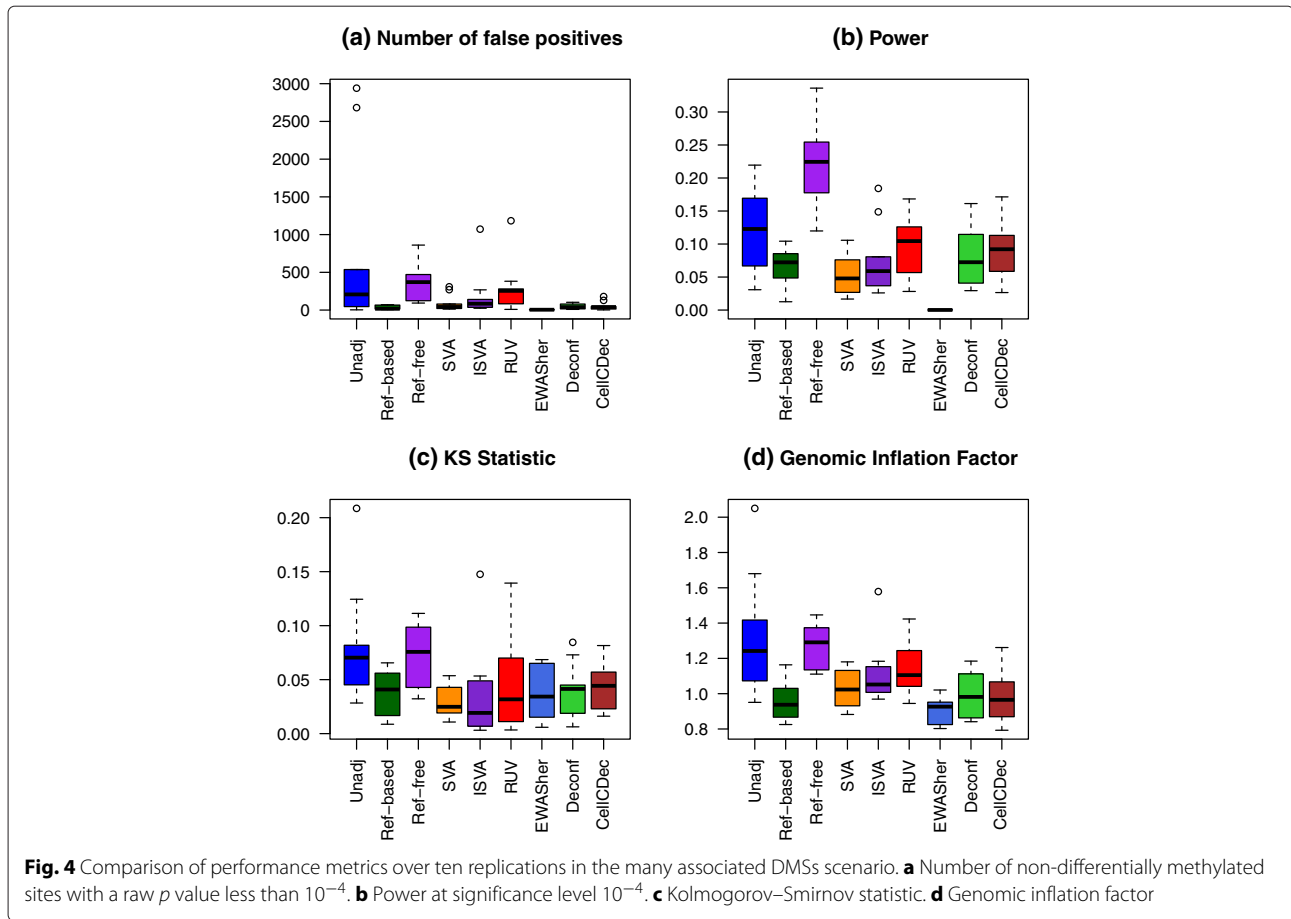 (a) Number of false positives
3000
2500
2000
1500
1000
500
0
Unadj
Ref-based
Ref-free
SVA
ISVA
RUV
EWASher
Deconf
CellCDec
(b) Power
0.30
0.25
0.20
0.15
0.10
0.05
0.00
Unadj
Ref-based
Ref-free
SVA
ISVA
RUV
EWASher
Deconf
CellCDec
(c) KS Statistic
0.20
0.15
0.10
0.05
0.00
Unadj
Ref-based
Ref-free
SVA
ISVA
RUV
EWASher
Deconf
CellCDec
(d) Genomic Inflation Factor
2.0
1.8
1.6
1.4
1.2
1.0
0.8
Unadj
Ref-based
Ref-free
SVA
ISVA
RUV
EWASher
Deconf
CellCDec
Fig. 4 Comparison of performance metrics over ten replications in the many associated DMSs scenario. a Number of non-differentially methylated
sites with a raw p value less than 10⁻⁴. b Power at significance level 10⁻⁴. c Kolmogorov–Smirnov statistic. d Genomic inflation factor